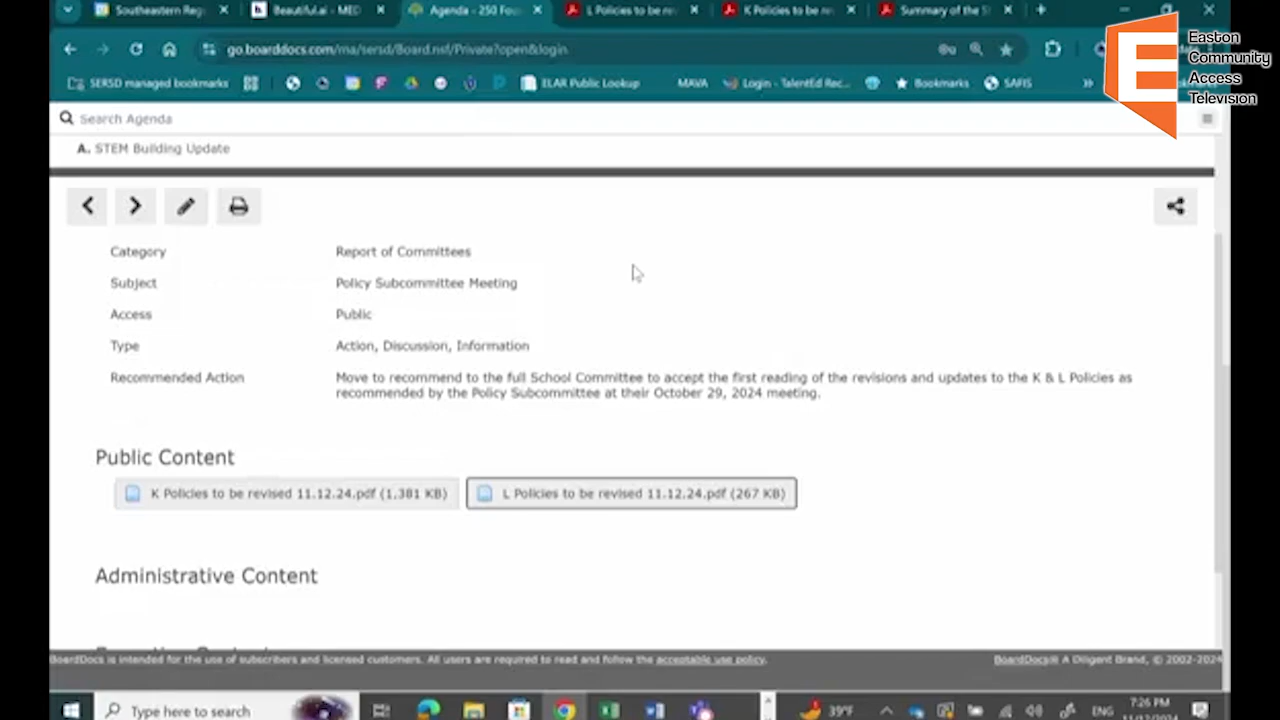 Southeastern Reg
Beautiful.ai - MED
Agenda - 250 Fou
L Policies to be rev
K Policies to be rev
Summary of the S
go.boarddocs.com/ma/sersd/Board.nsf/Private?open&login
SERSD managed bookmarks
ELAR Public Lookup
MAVA
Login - TalentEd Rec...
Bookmarks
SAFIS
Easton
Community
Access
Television
Search Agenda
A. STEM Building Update
Category Report of Committees
Subject Policy Subcommittee Meeting
Access Public
Type Action, Discussion, Information
Recommended Action Move to recommend to the full School Committee to accept the first reading of the revisions and updates to the K & L Policies as
recommended by the Policy Subcommittee at their October 29, 2024 meeting.
Public Content
K Policies to be revised 11.12.24.pdf (1,381 KB)
L Policies to be revised 11.12.24.pdf (267 KB)
Administrative Content
BoardDocs is intended for the use of subscribers and licensed customers. All users are required to read and follow the acceptable use policy.
BoardDocs® A Diligent Brand, © 2002-2024
Type here to search
39°F
ENG
7:26 PM